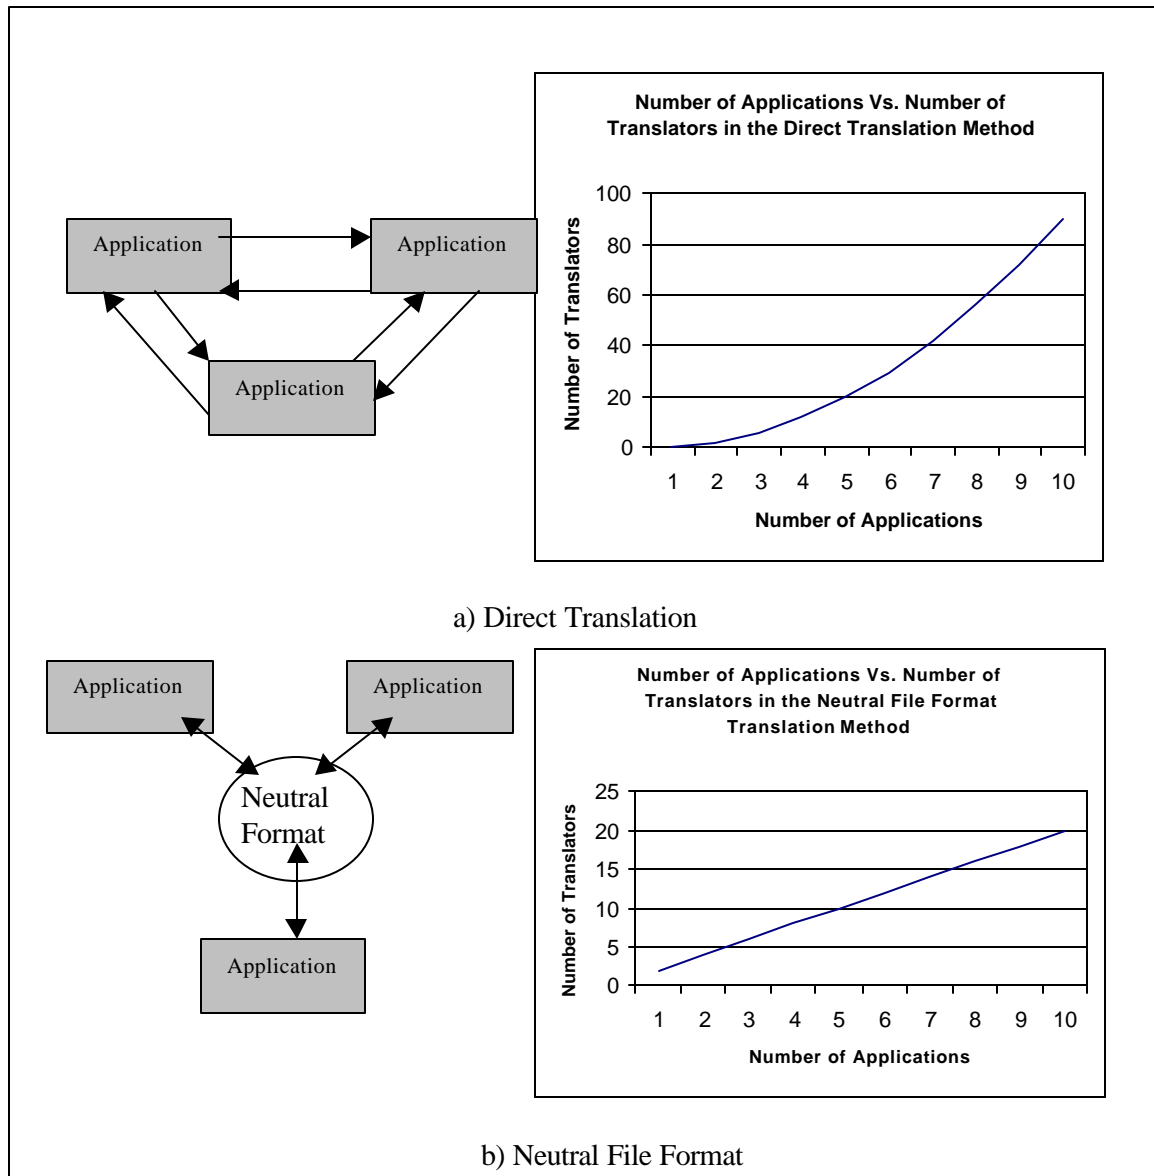 Number of Applications Vs. Number of
Translators in the Direct Translation Method
Application
Application
Application
Number of Translators
100
80
60
40
20
0
1 2 3 4 5 6 7 8 9 10
Number of Applications
a) Direct Translation
Application
Application
Neutral
Format
Application
Number of Applications Vs. Number of
Translators in the Neutral File Format
Translation Method
Number of Translators
25
20
15
10
5
0
1 2 3 4 5 6 7 8 9 10
Number of Applications
b) Neutral File Format